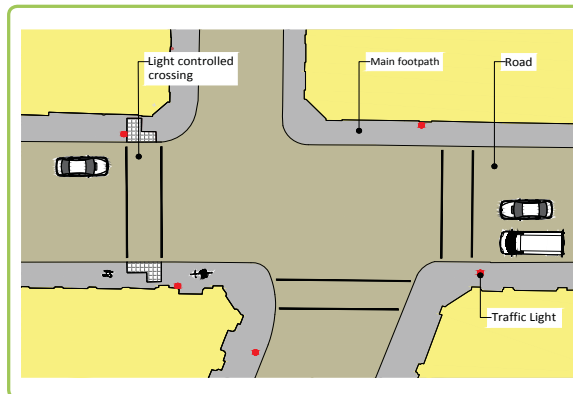 Light controlled
crossing
Main footpath
Road
Traffic Light